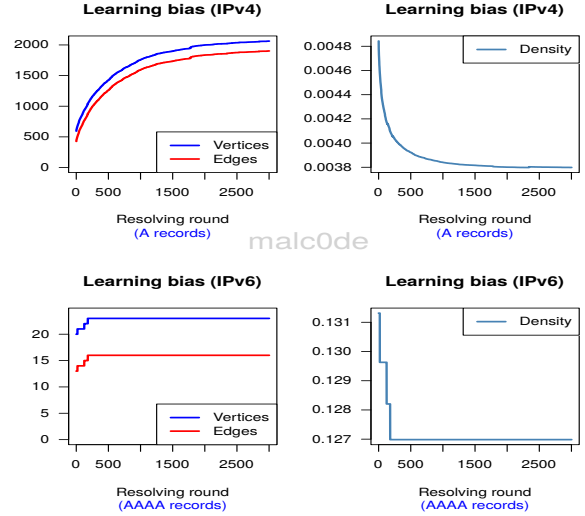 Learning bias (IPv4)
2000
1500
1000
500
0
Vertices
Edges
0 500 1500 2500
Resolving round
(A records)
Learning bias (IPv4)
0.0048
0.0046
0.0044
0.0042
0.0040
0.0038
Density
0 500 1500 2500
Resolving round
(A records)
malc0de
Learning bias (IPv6)
20
15
10
5
0
Vertices
Edges
0 500 1500 2500
Resolving round
(AAAA records)
Learning bias (IPv6)
0.131
0.130
0.129
0.128
0.127
Density
0 500 1500 2500
Resolving round
(AAAA records)